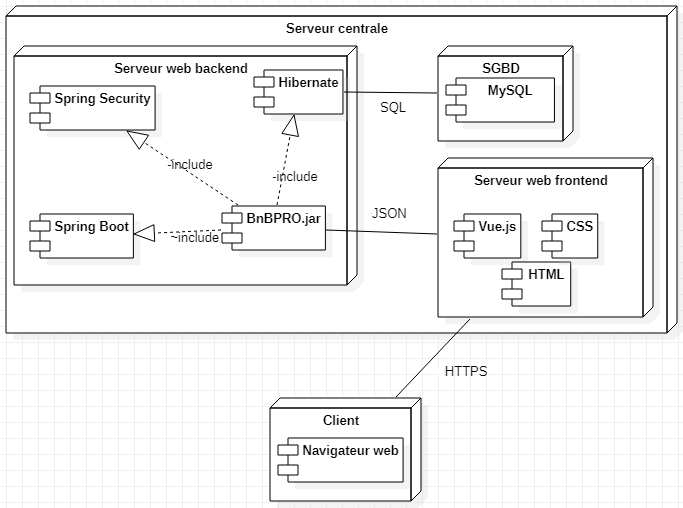 Serveur centrale
Serveur web backend
Spring Security
Hibernate
SGBD
MySQL
SQL
-include
-include
Serveur web frontend
BnBPRO.jar
JSON
Spring Boot
~include
Vue.js
CSS
HTML
HTTPS
Client
Navigateur web